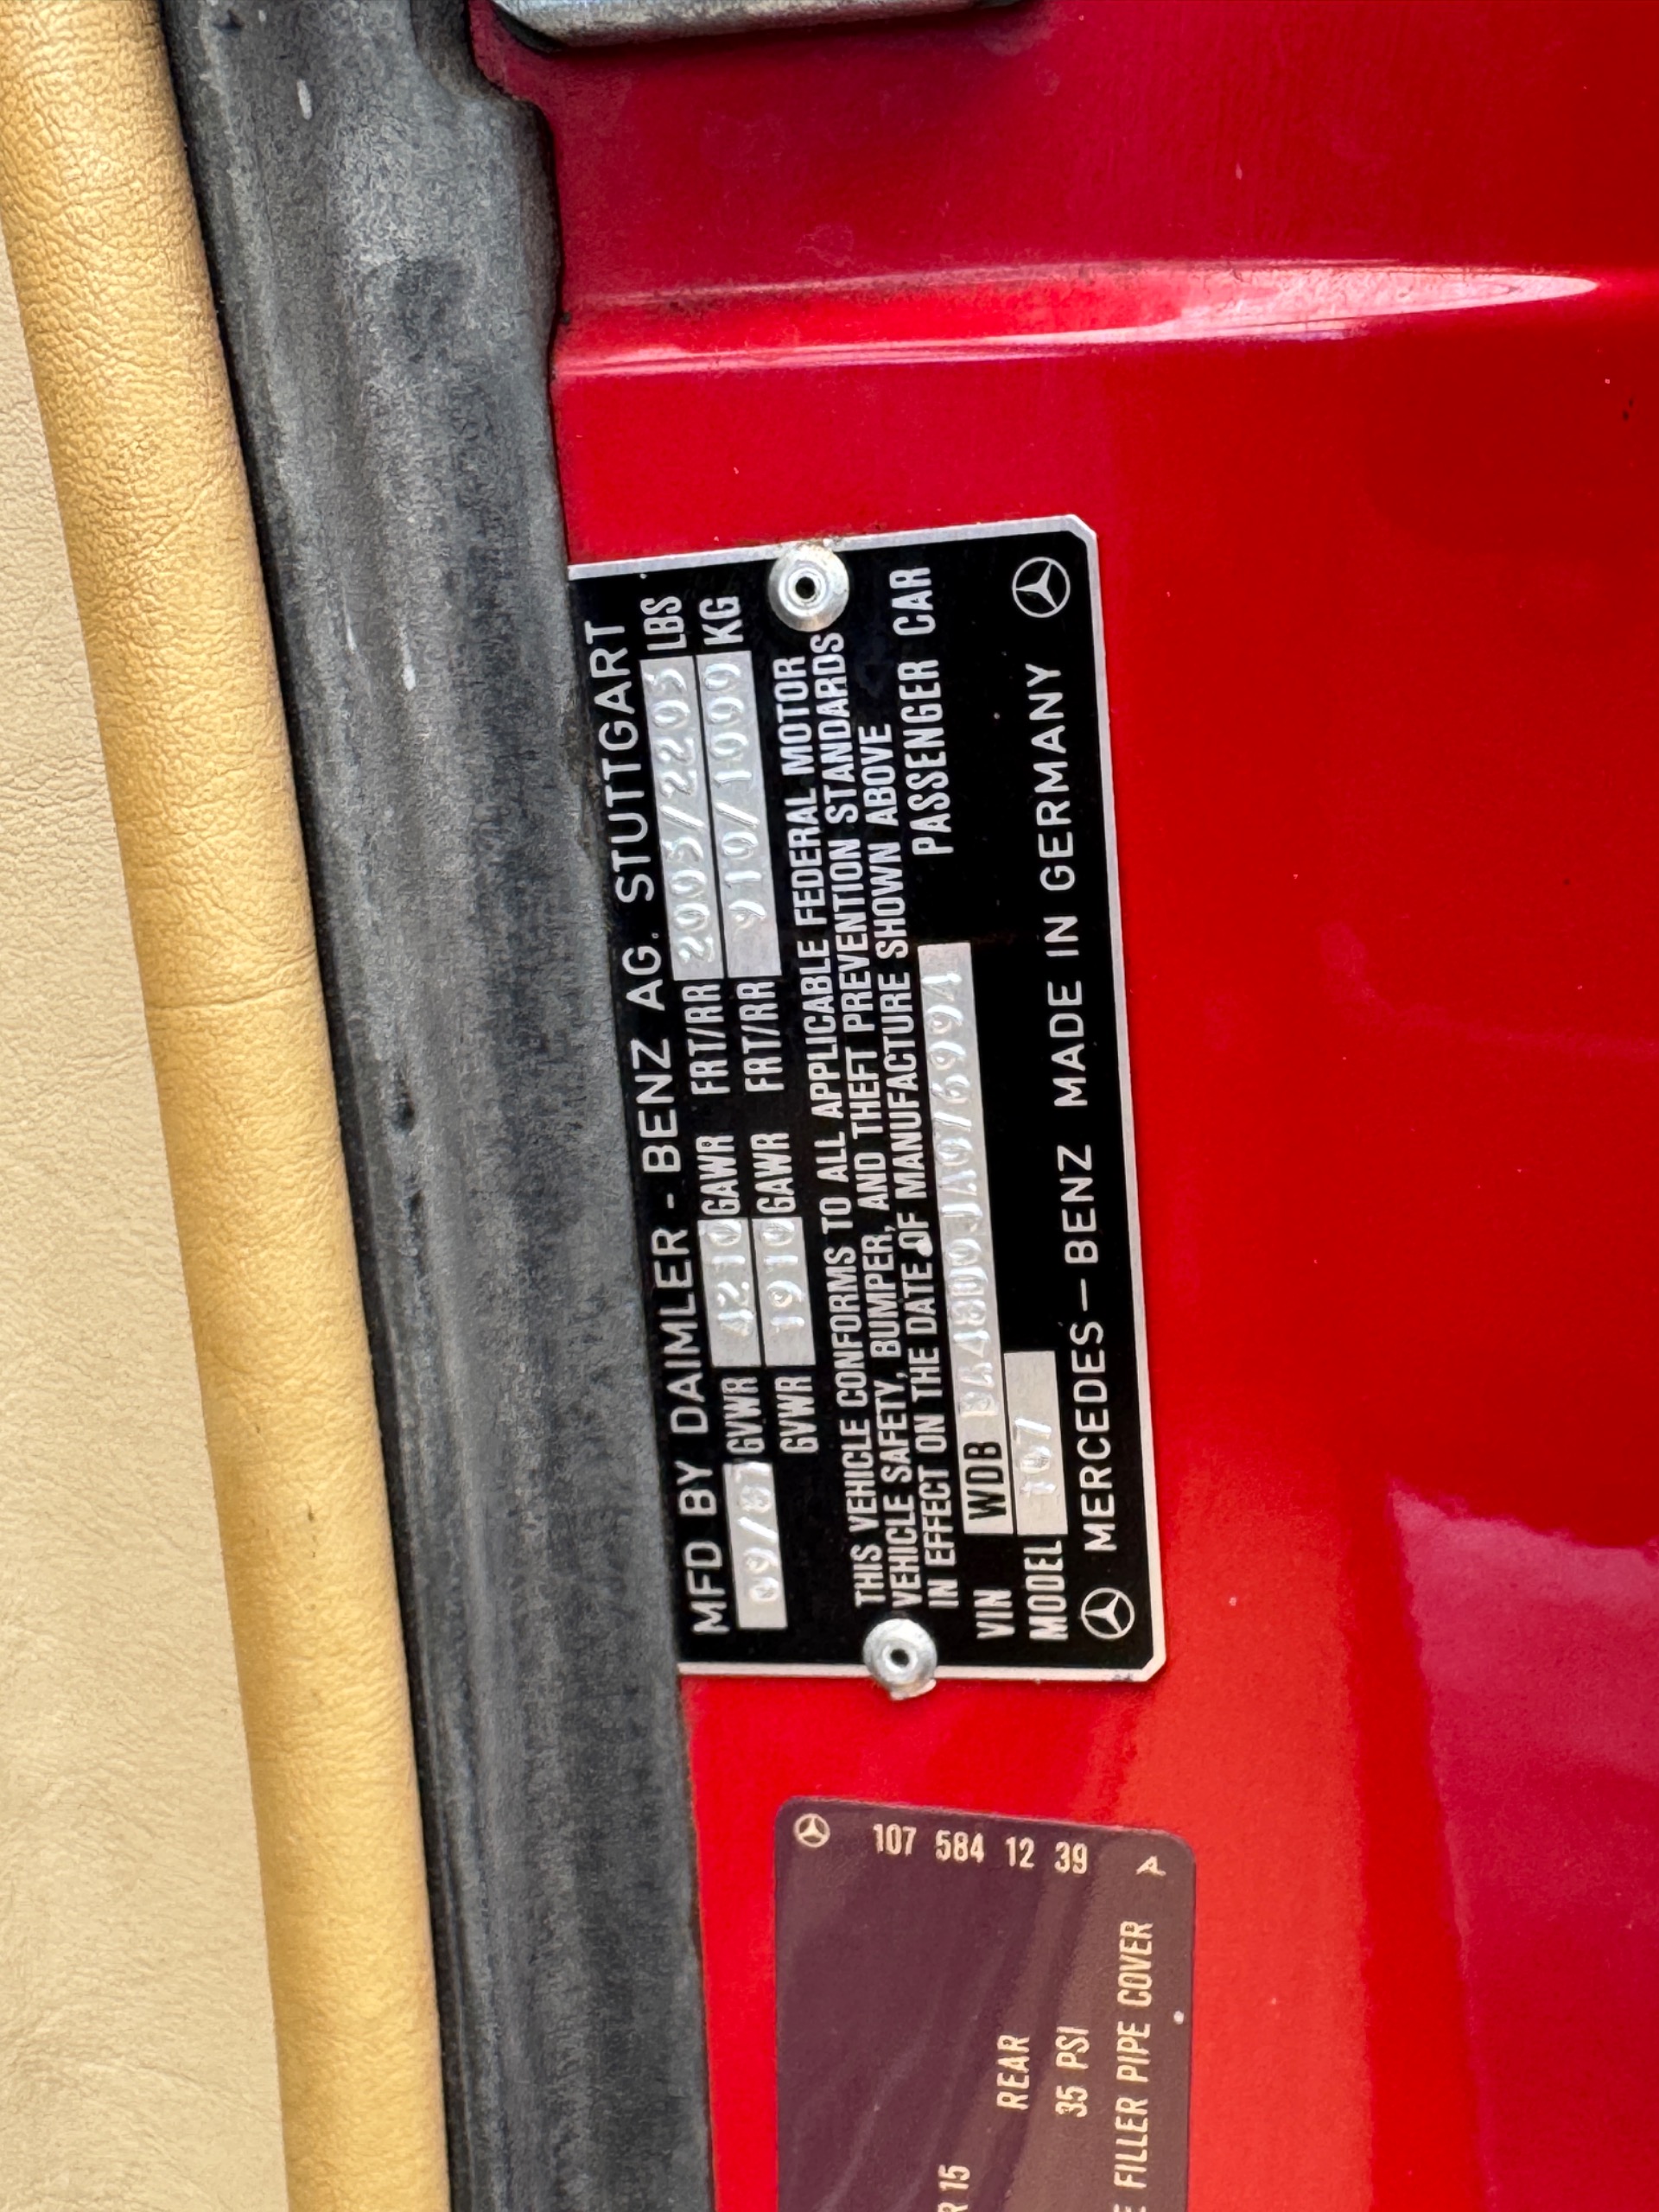 MFD BY DAIMLER - BENZ AG. STUTTGART
09/87 GVWR 4210 GAWR FRT/RR 2005/2205 LBS
GVWR 1910 GAWR FRT/RR 910/1000 KG
THIS VEHICLE CONFORMS TO ALL APPLICABLE FEDERAL MOTOR
VEHICLE SAFETY, BUMPER, AND THEFT PREVENTION STANDARDS
IN EFFECT ON THE DATE OF MANUFACTURE SHOWN ABOVE
VIN WDB BA48D0JA076994 PASSENGER CAR
MODEL 107
MERCEDES-BENZ MADE IN GERMANY
107 584 12 39 A
R 15
REAR
35 PSI
FILLER PIPE COVER